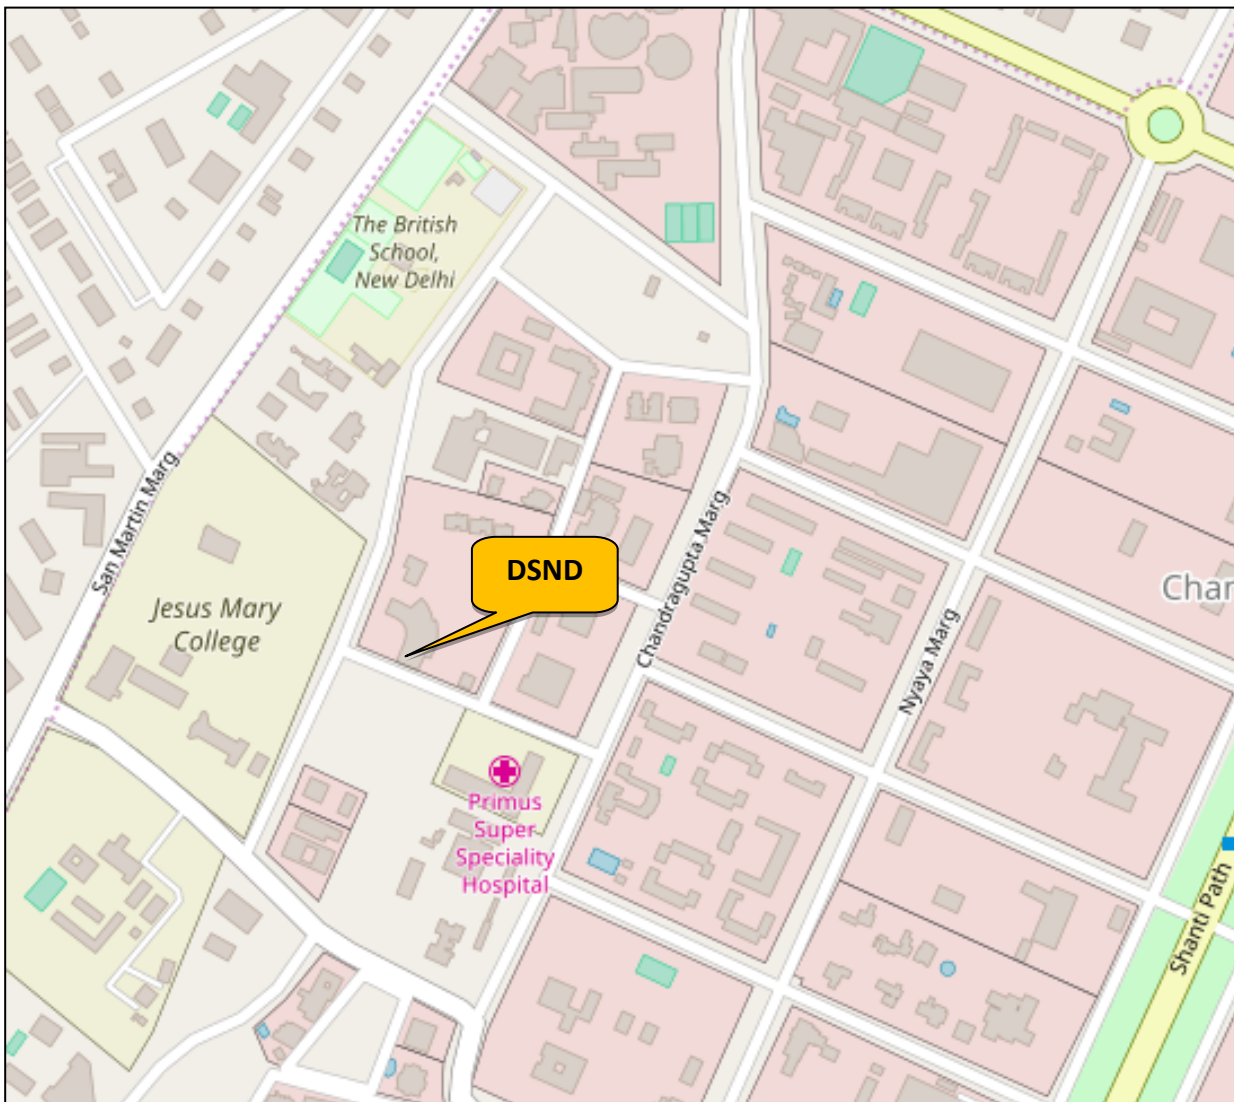 The British
School,
New Delhi
San Martin Marg
DSND
Chandragupta Marg
Jesus Mary
College
Nyaya Marg
Char
Primus
Super
Speciality
Hospital
Shanti Path